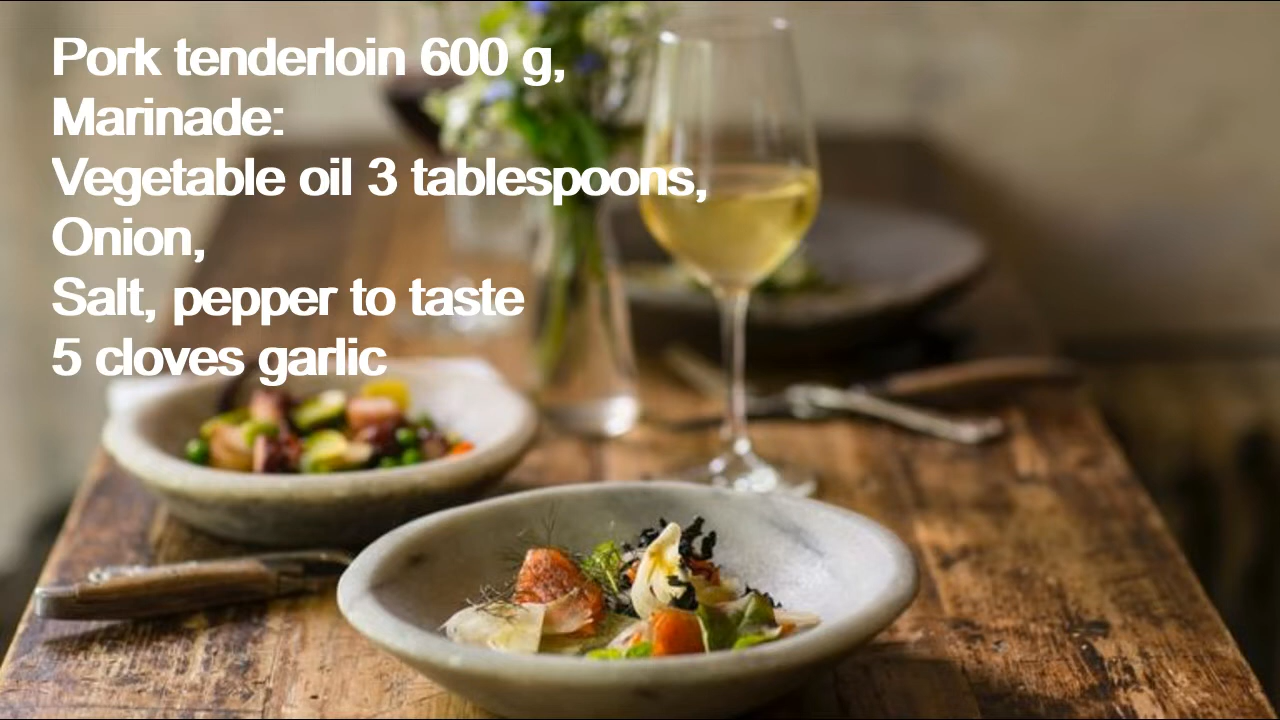 Pork tenderloin 600 g,
Marinade:
Vegetable oil 3 tablespoons,
Onion,
Salt, pepper to taste
5 cloves garlic